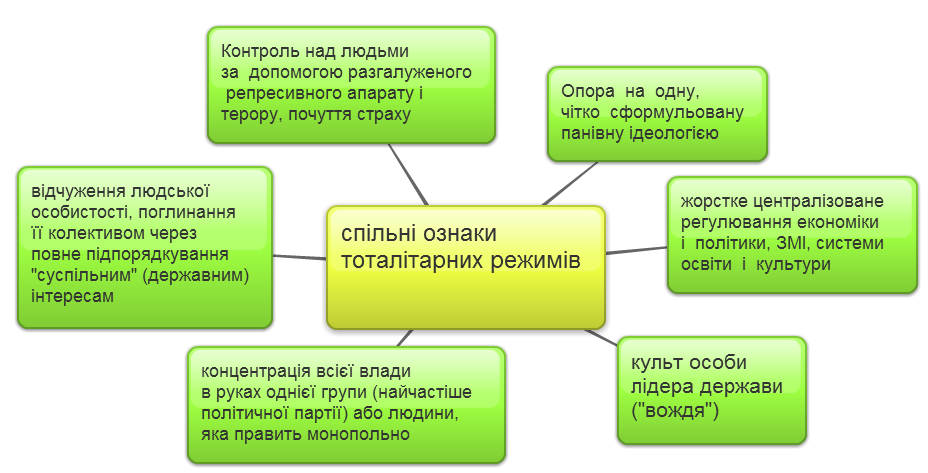 Контроль над людьми
за допомогою разгалуженого
репресивного апарату і
терору, почуття страху
Опора на одну,
чітко сформульовану
панівну ідеологією
відчуження людської
особистості, поглинання
її колективом через
повне підпорядкування
"суспільним" (державним)
інтересам
спільні ознаки
тоталітарних режимів
жорстке централізоване
регулювання економіки
і політики, ЗМІ, системи
освіти і культури
концентрація всієї влади
в руках однієї групи (найчастіше
політичної партії) або людини,
яка править монопольно
культ особи
лідера держави
("вождя")